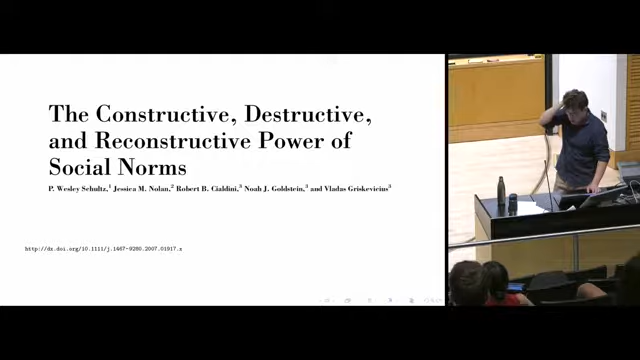 The Constructive, Destructive,
and Reconstructive Power of
Social Norms
P. Wesley Schultz,¹ Jessica M. Nolan,² Robert B. Cialdini,³ Noah J. Goldstein,³ and Vladas Griskevicius³
http://dx.doi.org/10.1111/j.1467-9280.2007.01917.x